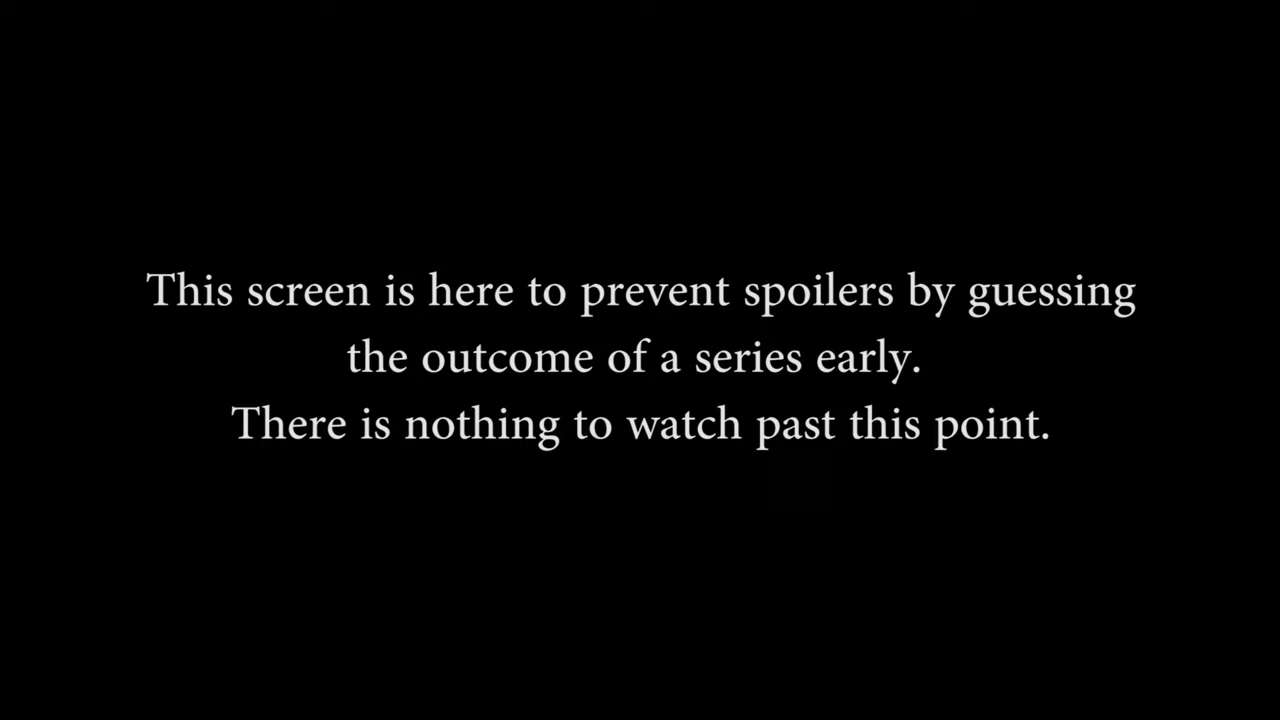 This screen is here to prevent spoilers by guessing
the outcome of a series early.
There is nothing to watch past this point.